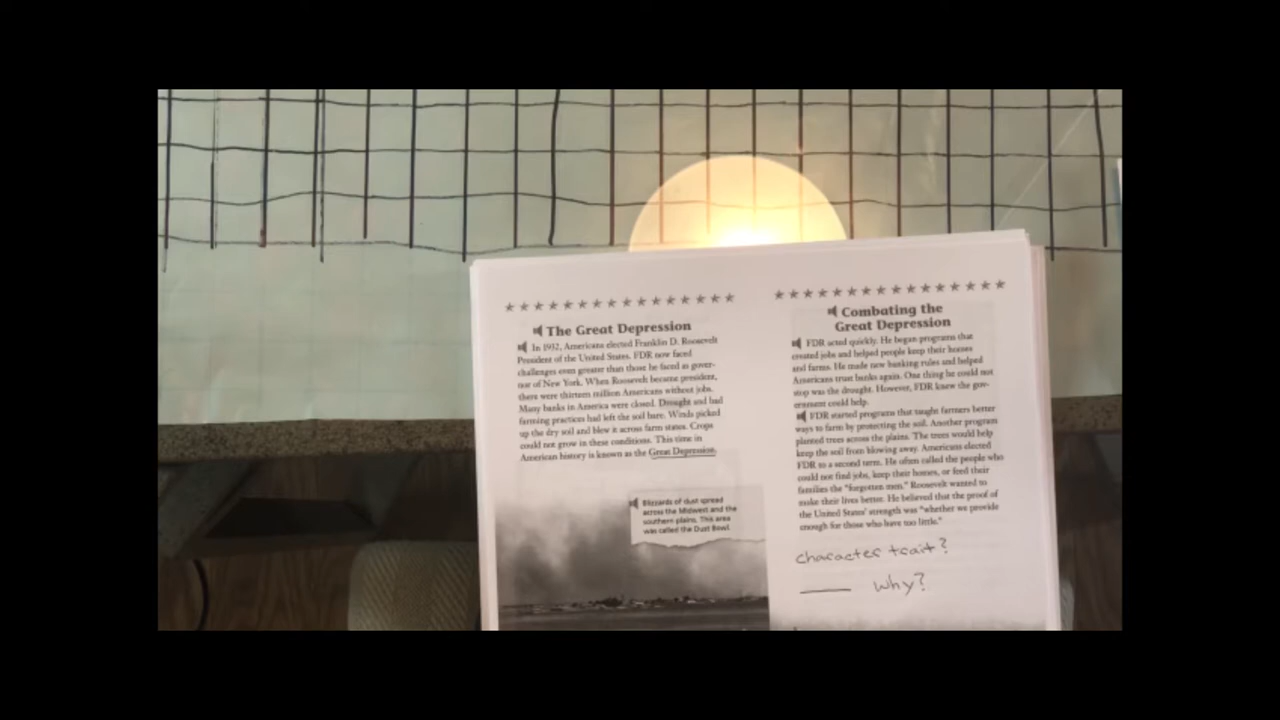 The Great Depression
In 1932, Americans elected Franklin D. Roosevelt
President of the United States. FDR now faced
challenges even greater than those he faced as gover-
nor of New York. When Roosevelt became president,
there were thirteen million Americans without jobs.
Many banks in America were closed. Drought and bad
farming practices had left the soil bare. Winds picked
up the dry soil and blew it across farm states. Crops
could not grow in these conditions. This time in
American history is known as the Great Depression.
Blizzards of dust spread
across the Midwest and the
southern plains. This area
was called the Dust Bowl.
Combating the
Great Depression
FDR acted quickly. He began programs that
created jobs and helped people keep their homes
and farms. He made new banking rules and helped
Americans trust banks again. One thing he could not
stop was the drought. However, FDR knew the gov-
ernment could help.
FDR started programs that taught farmers better
ways to farm by protecting the soil. Another program
planted trees across the plains. The trees would help
keep the soil from blowing away. Americans elected
FDR to a second term. He often called the people who
could not find jobs, keep their homes, or feed their
families the "forgotten men." Roosevelt wanted to
make their lives better. He believed that the proof of
the United States' strength was "whether we provide
enough for those who have too little."
character trait?
____ Why?